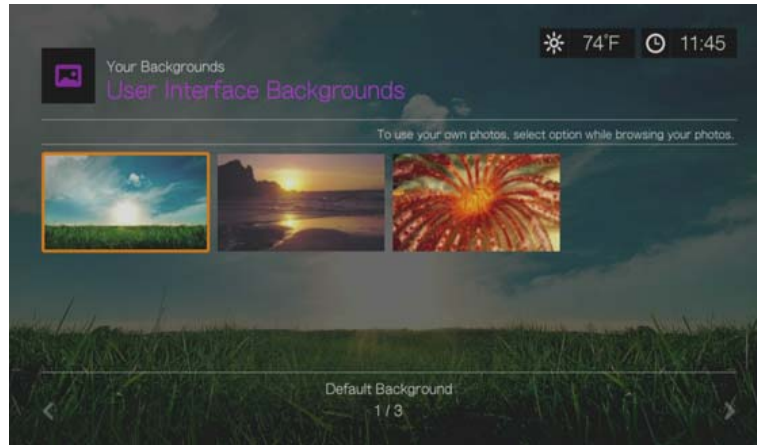 74°F 11:45
Your Backgrounds
User Interface Backgrounds
To use your own photos, select option while browsing your photos.
Default Background
1 / 3